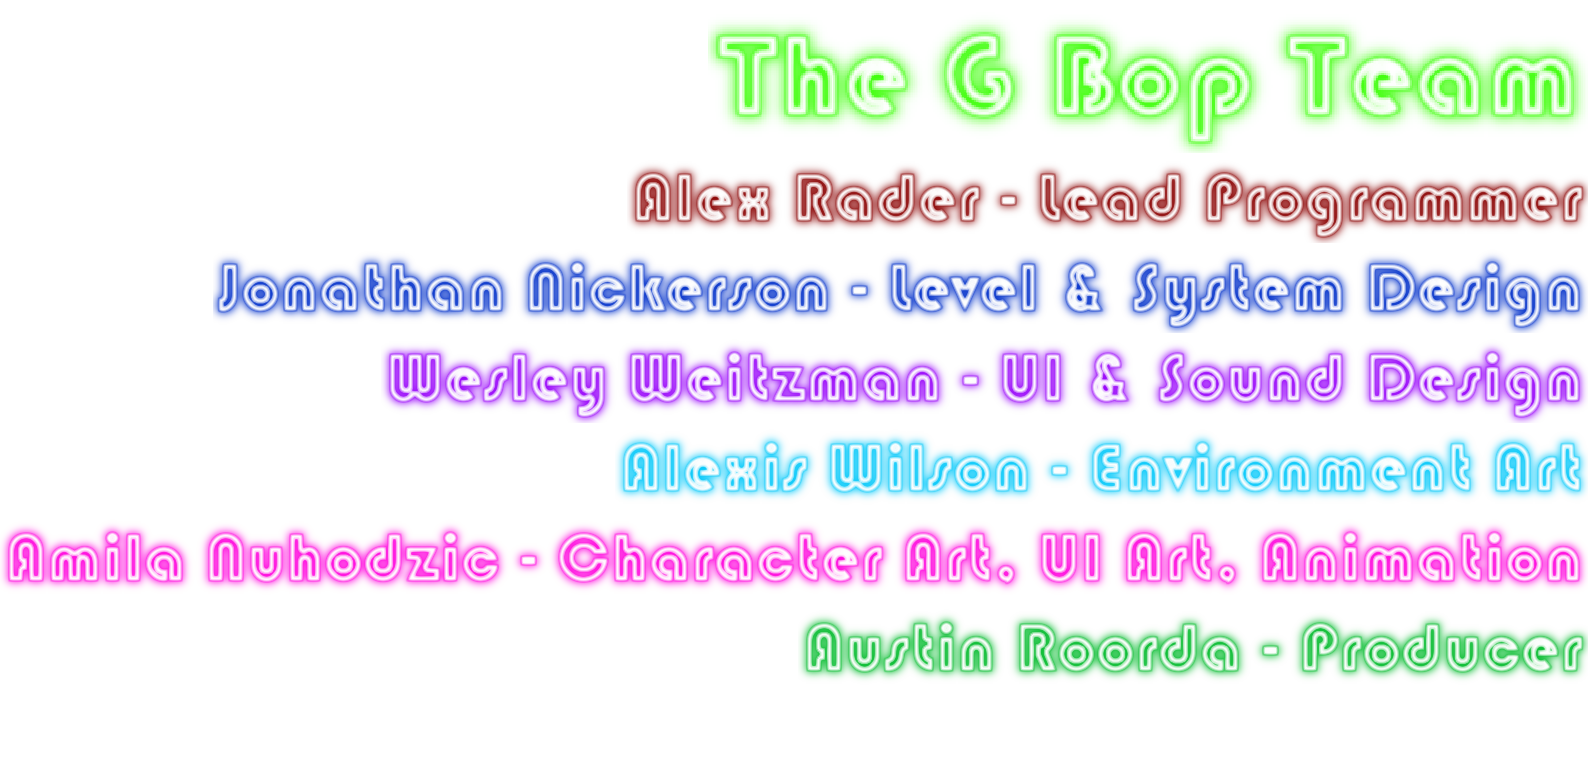 The G Bop Team
Alex Rader - Lead Programmer
Jonathan Nickerson - Level & System Design
Wesley Weitzman - UI & Sound Design
Alexis Wilson - Environment Art
Amila Nuhodzic - Character Art, UI Art, Animation
Austin Roorda - Producer